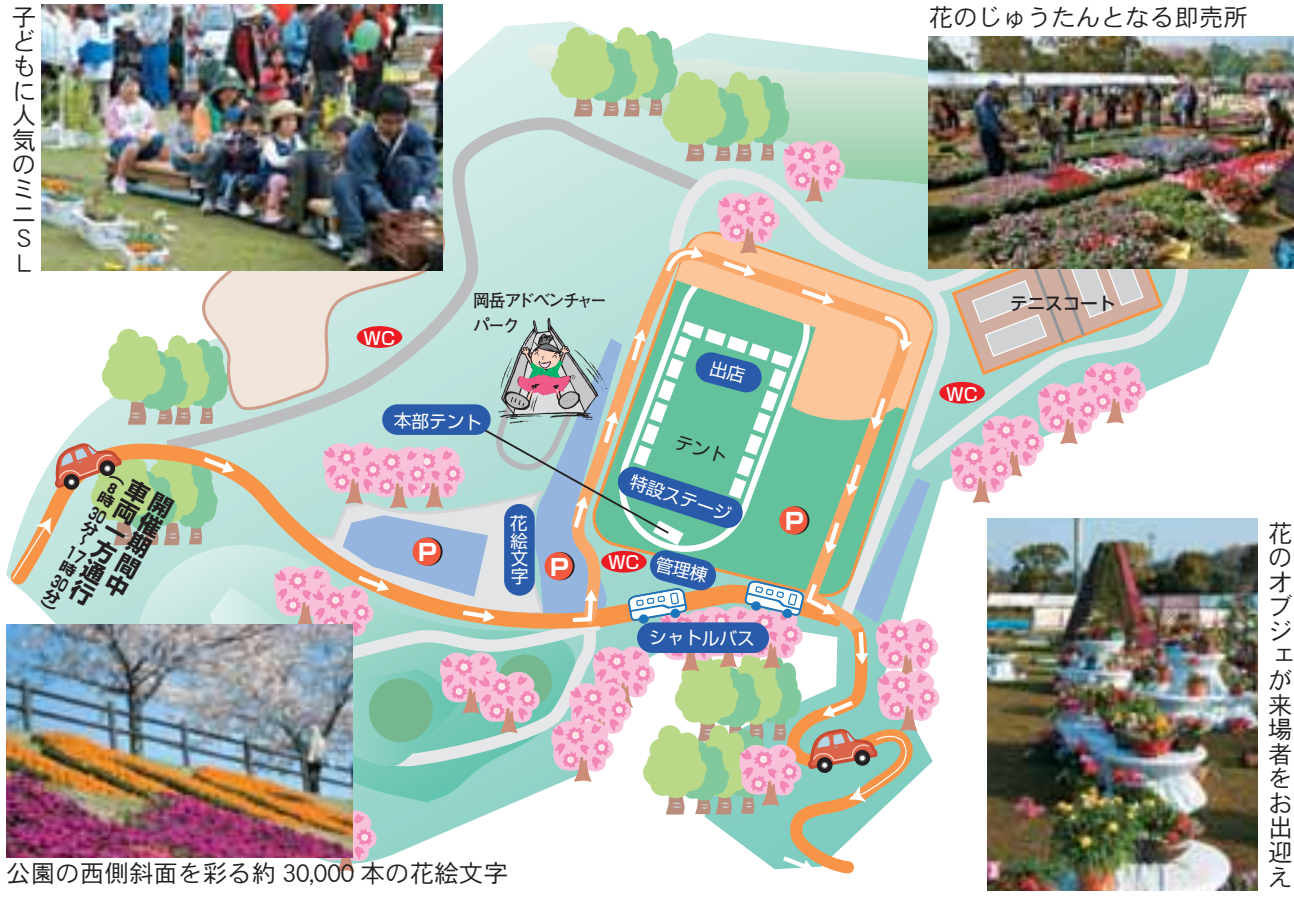 子どもに人気のミニSL
花のじゅうたんとなる即売所
岡岳アドベンチャー
パーク
テニスコート
WC
WC
出店
本部テント
テント
特設ステージ
開催期間中
車両一方通行
(8時30分~17時30分)
花絵文字
P
P
P
WC
管理棟
シャトルバス
花のオブジェが来場者をお出迎え
公園の西側斜面を彩る約 30,000 本の花絵文字